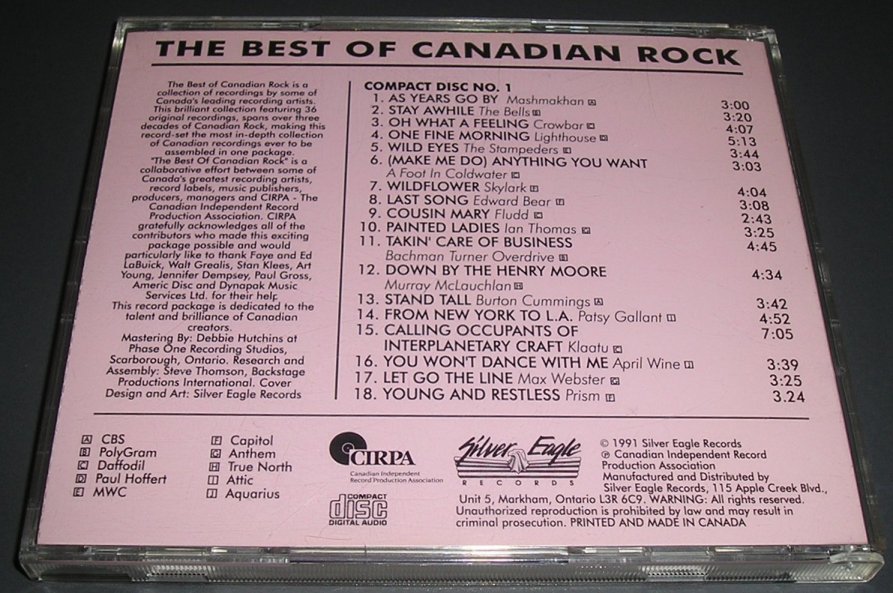 THE BEST OF CANADIAN ROCK
The Best of Canadian Rock is a
collection of recordings by some of
Canada's leading recording artists.
This brilliant collection featuring 36
original recordings, spans over three
decades of Canadian Rock, making this
record-set the most in-depth collection
of Canadian recordings ever to be
assembled in one package.
"The Best Of Canadian Rock" is a
collaborative effort between some of
Canada's greatest recording artists,
record labels, music publishers,
producers, managers and CIRPA - The
Canadian Independent Record
Production Association. CIRPA
gratefully acknowledges all of the
contributors who made this exciting
package possible and would
particularly like to thank Faye and Ed
LaBuick, Walt Grealis, Stan Klees, Art
Young, Jennifer Dempsey, Paul Gross,
Americ Disc and Dynapak Music
Services Ltd. for their help
This record package is dedicated to the
talent and brilliance of Canadian
creators.
Mastering By: Debbie Hutchins at
Phase One Recording Studios,
Scarborough, Ontario. Research and
Assembly: Steve Thomson, Backstage
Productions International. Cover
Design and Art: Silver Eagle Records
COMPACT DISC NO. 1
1. AS YEARS GO BY Mashmakhan A 3:00
2. STAY AWHILE The Bells B 3:20
3. OH WHAT A FEELING Crowbar C 4:07
4. ONE FINE MORNING Lighthouse D 5:13
5. WILD EYES The Stampeders E 3:44
6. (MAKE ME DO) ANYTHING YOU WANT 3:03
A Foot In Coldwater C
7. WILDFLOWER Skylark F 4:04
8. LAST SONG Edward Bear F 3:08
9. COUSIN MARY Fludd C 2:43
10. PAINTED LADIES Ian Thomas G 3:25
11. TAKIN' CARE OF BUSINESS 4:45
Bachman Turner Overdrive B
12. DOWN BY THE HENRY MOORE 4:34
Murray McLauchlan H
13. STAND TALL Burton Cummings A 3:42
14. FROM NEW YORK TO L.A. Patsy Gallant I 4:52
15. CALLING OCCUPANTS OF 7:05
INTERPLANETARY CRAFT Klaatu C
16. YOU WON'T DANCE WITH ME April Wine J 3:39
17. LET GO THE LINE Max Webster G 3:25
18. YOUNG AND RESTLESS Prism F 3.24
A CBS
B PolyGram
C Daffodil
D Paul Hoffert
E MWC
F Capitol
G Anthem
H True North
I Attic
J Aquarius
CIRPA
Canadian Independent
Record Production Association
COMPACT
disc
DIGITAL AUDIO
Silver Eagle
RECORDS
© 1991 Silver Eagle Records
℗ Canadian Independent Record
Production Association
Manufactured and Distributed by
Silver Eagle Records, 115 Apple Creek Blvd.,
Unit 5, Markham, Ontario L3R 6C9. WARNING: All rights reserved.
Unauthorized reproduction is prohibited by law and may result in
criminal prosecution. PRINTED AND MADE IN CANADA